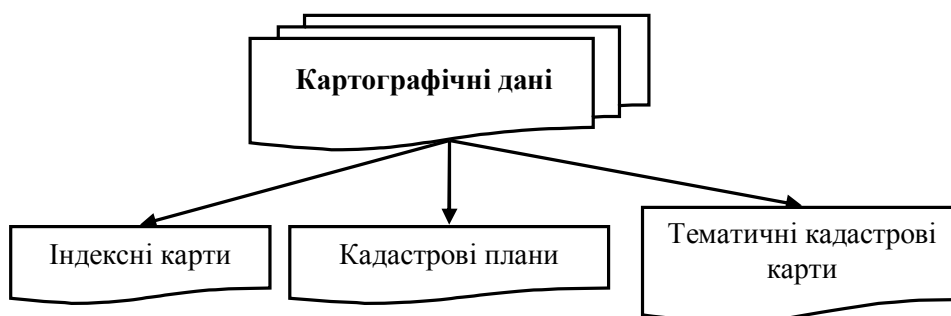 Картографічні дані
Індексні карти
Кадастрові плани
Тематичні кадастрові
карти